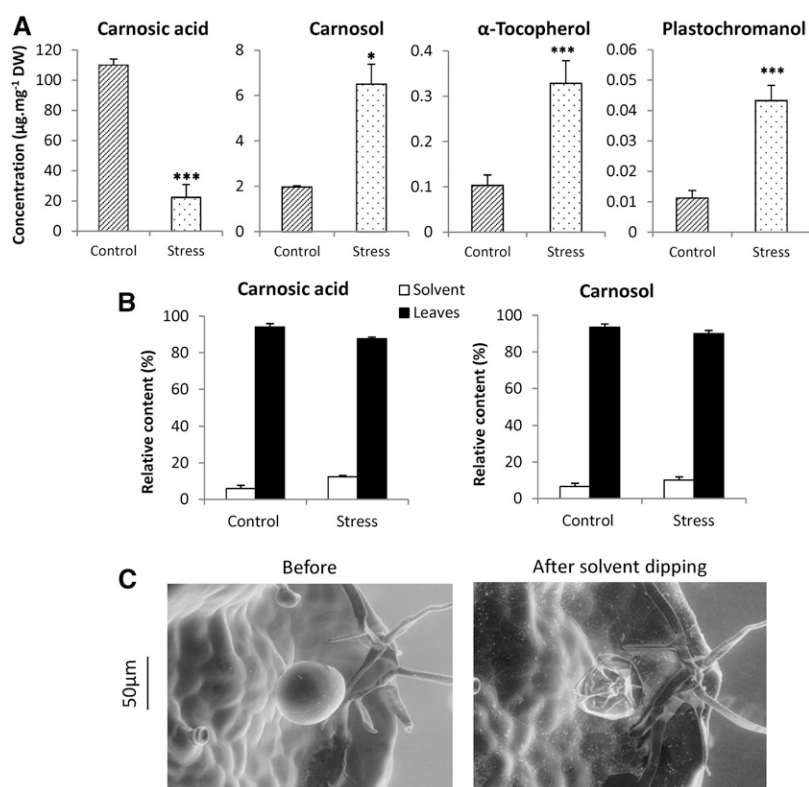 A
Carnosic acid
Carnosol
α-Tocopherol
Plastochromanol
Concentration (µg.mg⁻¹ DW)
120
100
80
60
40
20
0
***
Control
Stress
8
6
4
2
0
*
Control
Stress
0.4
0.3
0.2
0.1
0
***
Control
Stress
0.06
0.05
0.04
0.03
0.02
0.01
0
***
Control
Stress
B
Carnosic acid
Solvent
Leaves
Carnosol
Relative content (%)
100
80
60
40
20
0
Control
Stress
Relative content (%)
100
80
60
40
20
0
Control
Stress
C
Before
After solvent dipping
50µm